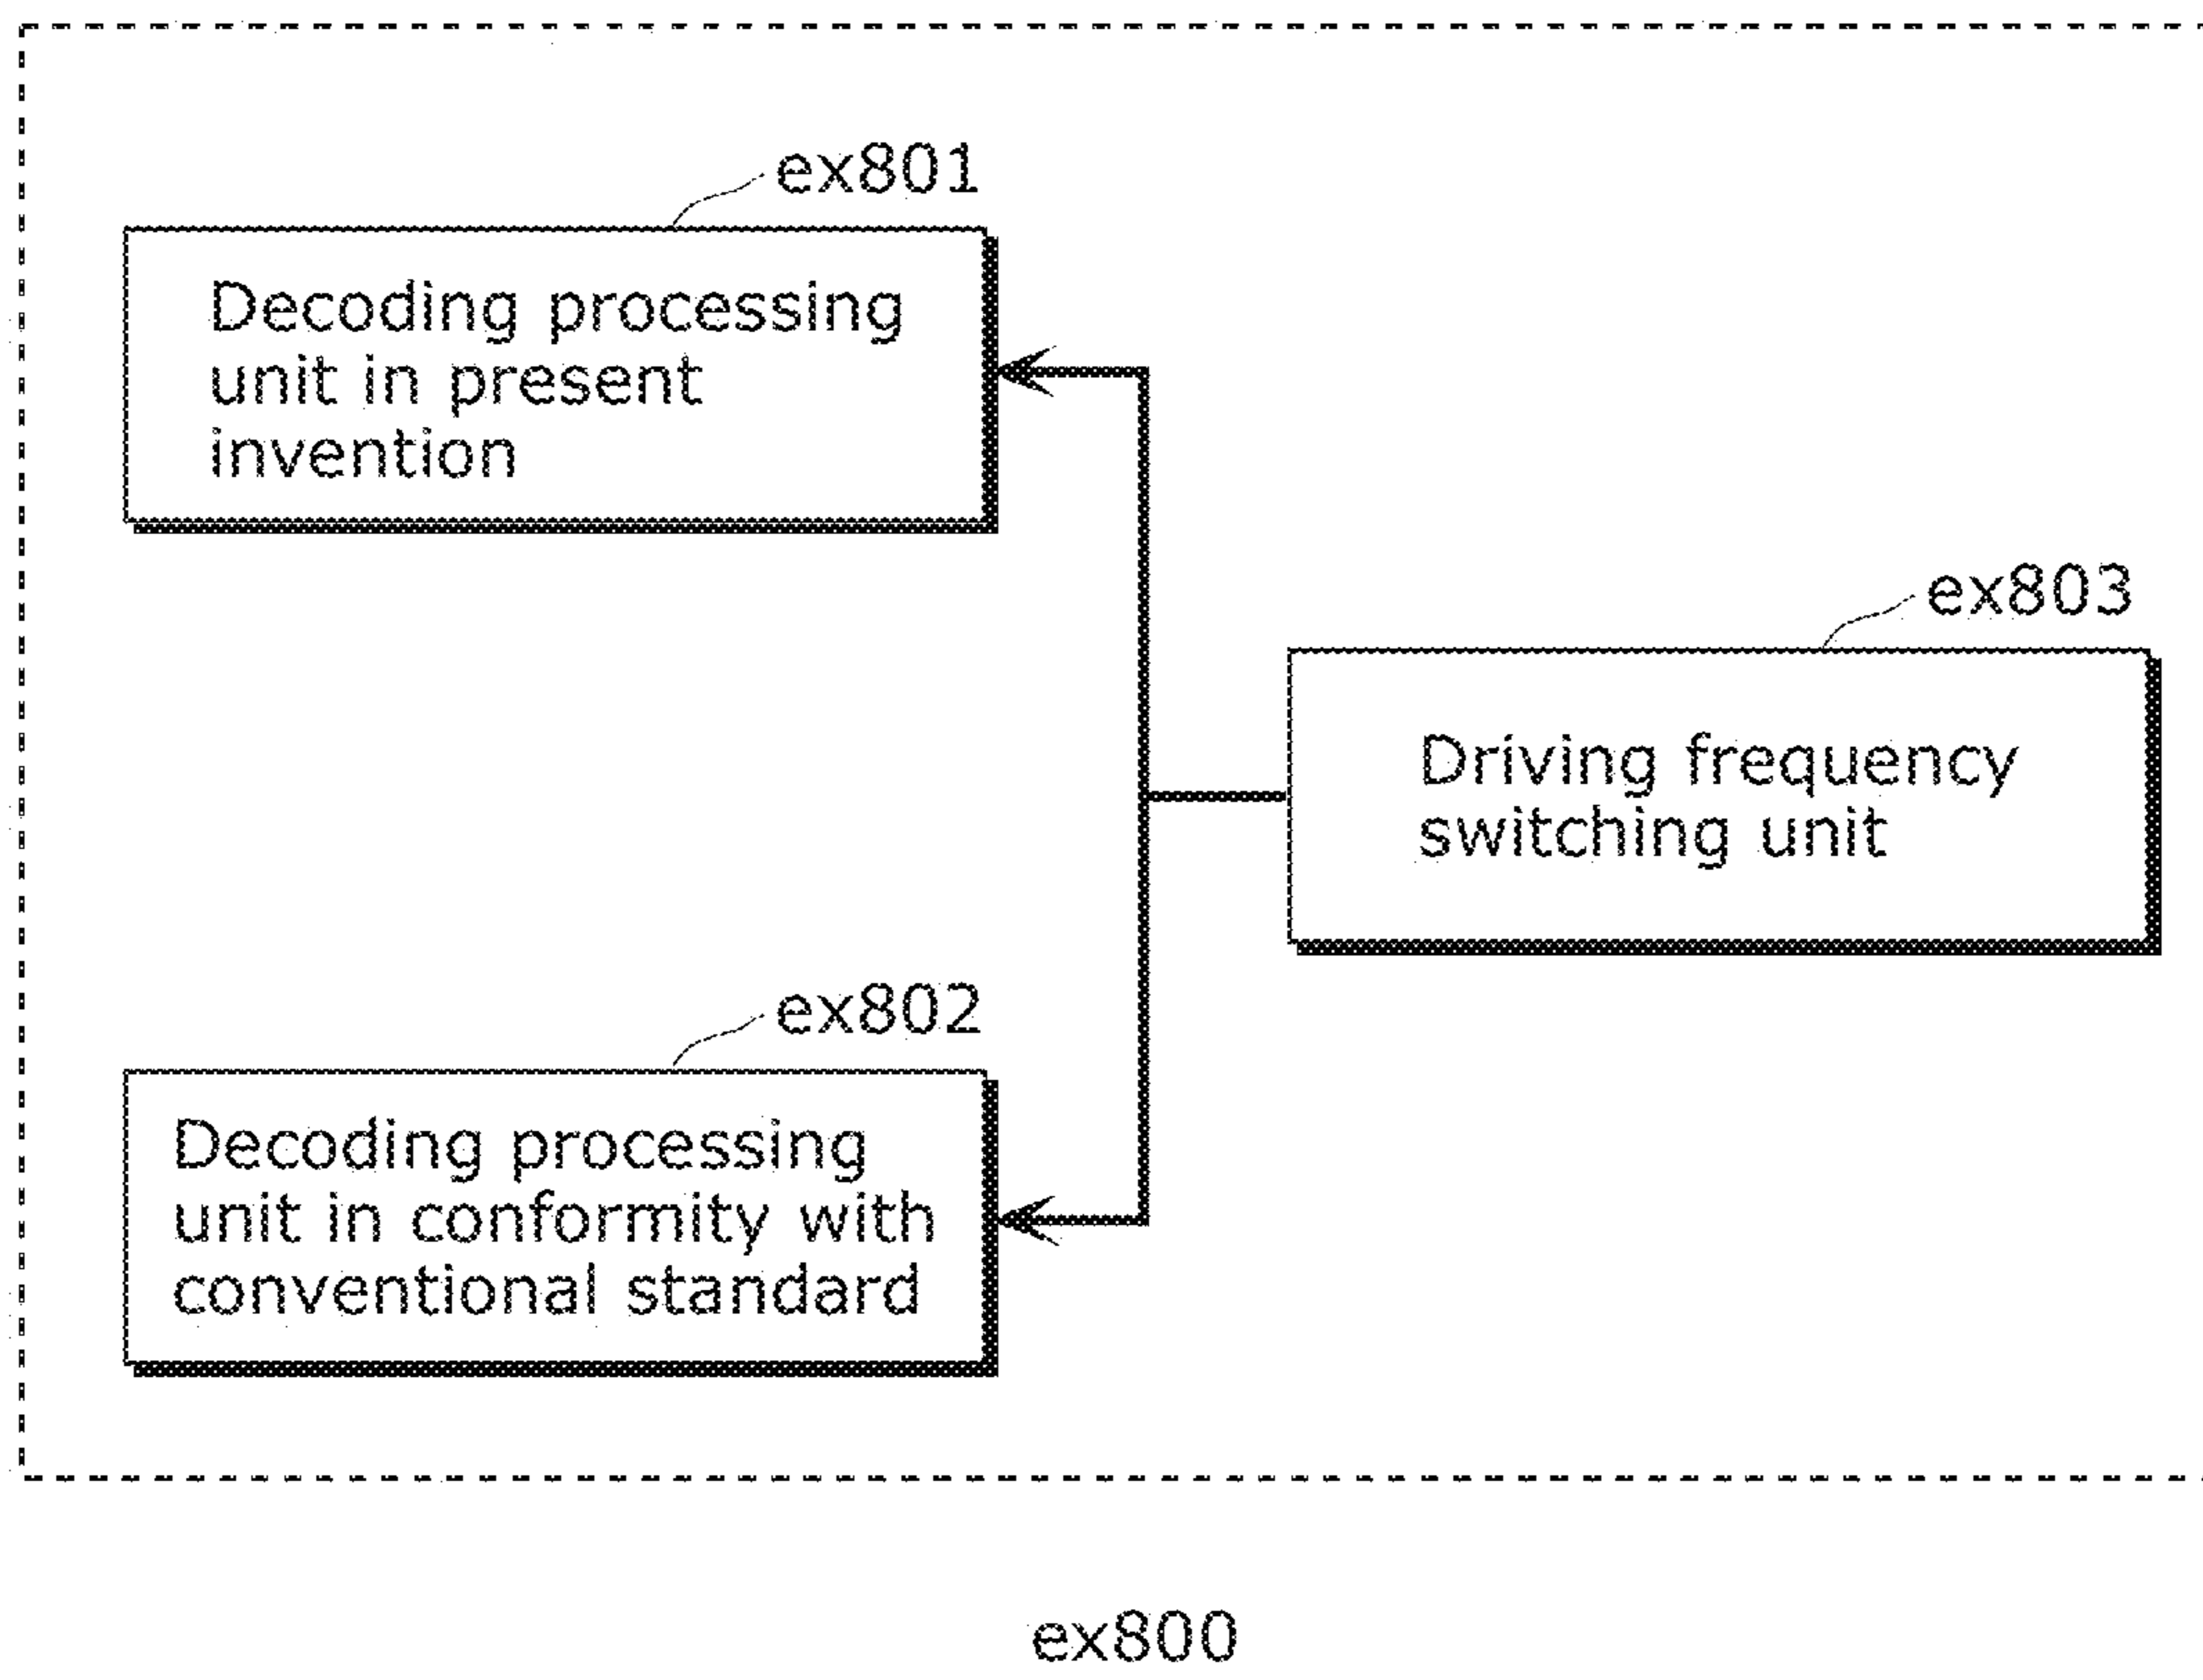 ex801
Decoding processing
unit in present
invention
ex803
Driving frequency
switching unit
ex802
Decoding processing
unit in conformity with
conventional standard
ex800